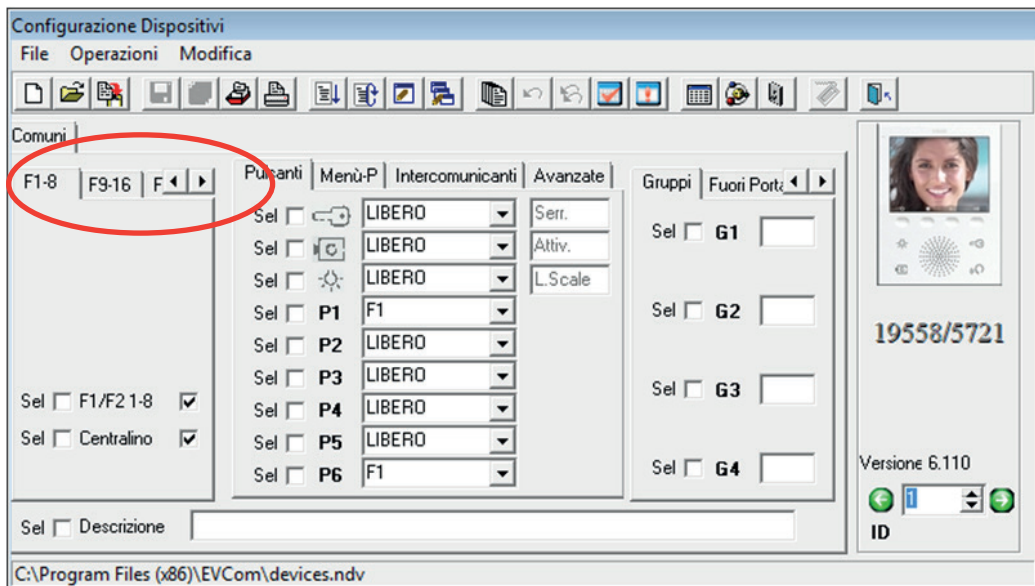 Configurazione Dispositivi
File Operazioni Modifica
Comuni
F1-8 F9-16 F
Pulsanti Menù-P Intercomunicanti Avanzate
Gruppi Fuori Porta
Sel LIBERO Serr.
Sel LIBERO Attiv.
Sel LIBERO L.Scale
Sel P1 F1
Sel P2 LIBERO
Sel P3 LIBERO
Sel P4 LIBERO
Sel P5 LIBERO
Sel P6 F1
Sel F1/F2 1-8
Sel Centralino
Sel G1
Sel G2
Sel G3
Sel G4
19558/5721
Versione 6.110
1
ID
Sel Descrizione
C:\Program Files (x86)\EVCom\devices.ndv